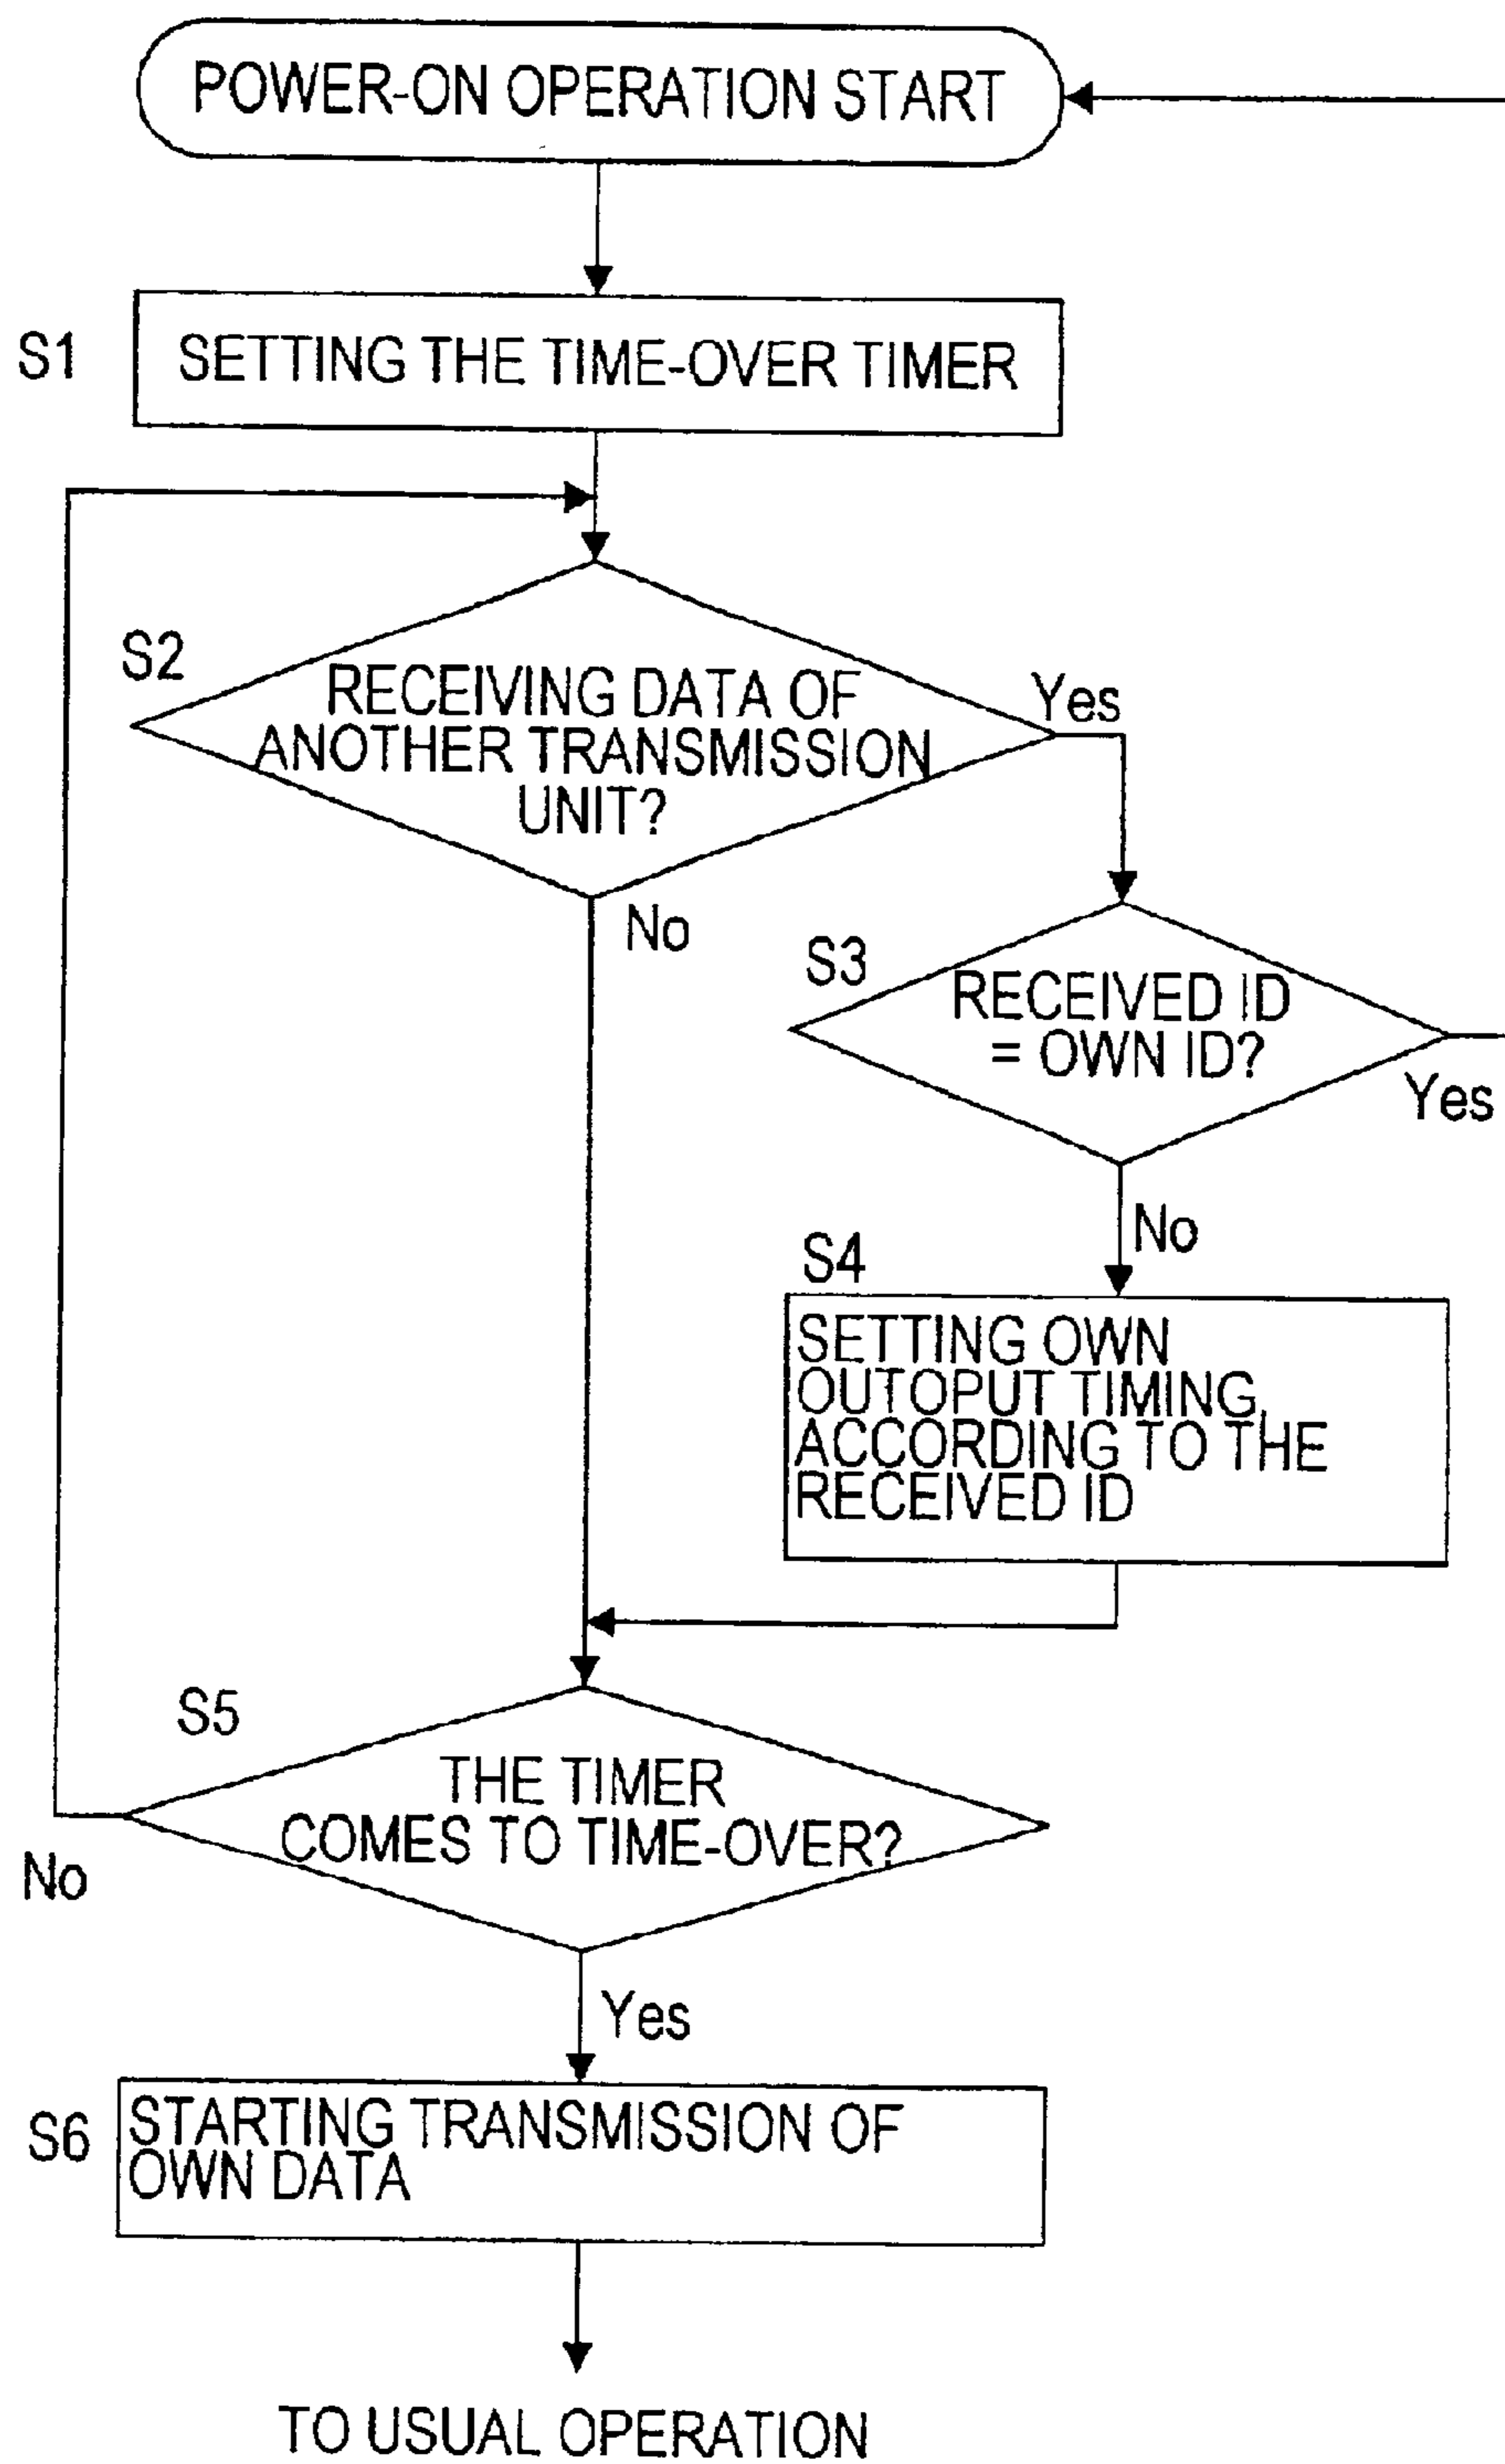 POWER-ON OPERATION START
S1
SETTING THE TIME-OVER TIMER
S2
RECEIVING DATA OF
ANOTHER TRANSMISSION
UNIT?
Yes
No
S3
RECEIVED ID
= OWN ID?
Yes
No
S4
SETTING OWN
OUTOPUT TIMING,
ACCORDING TO THE
RECEIVED ID
S5
THE TIMER
COMES TO TIME-OVER?
No
Yes
S6
STARTING TRANSMISSION OF
OWN DATA
TO USUAL OPERATION